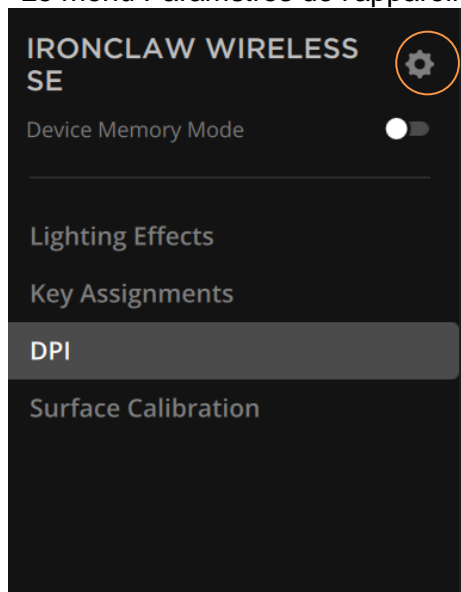 Le menu Paramètres de l'appareil
IRONCLAW WIRELESS
SE
Device Memory Mode
Lighting Effects
Key Assignments
DPI
Surface Calibration